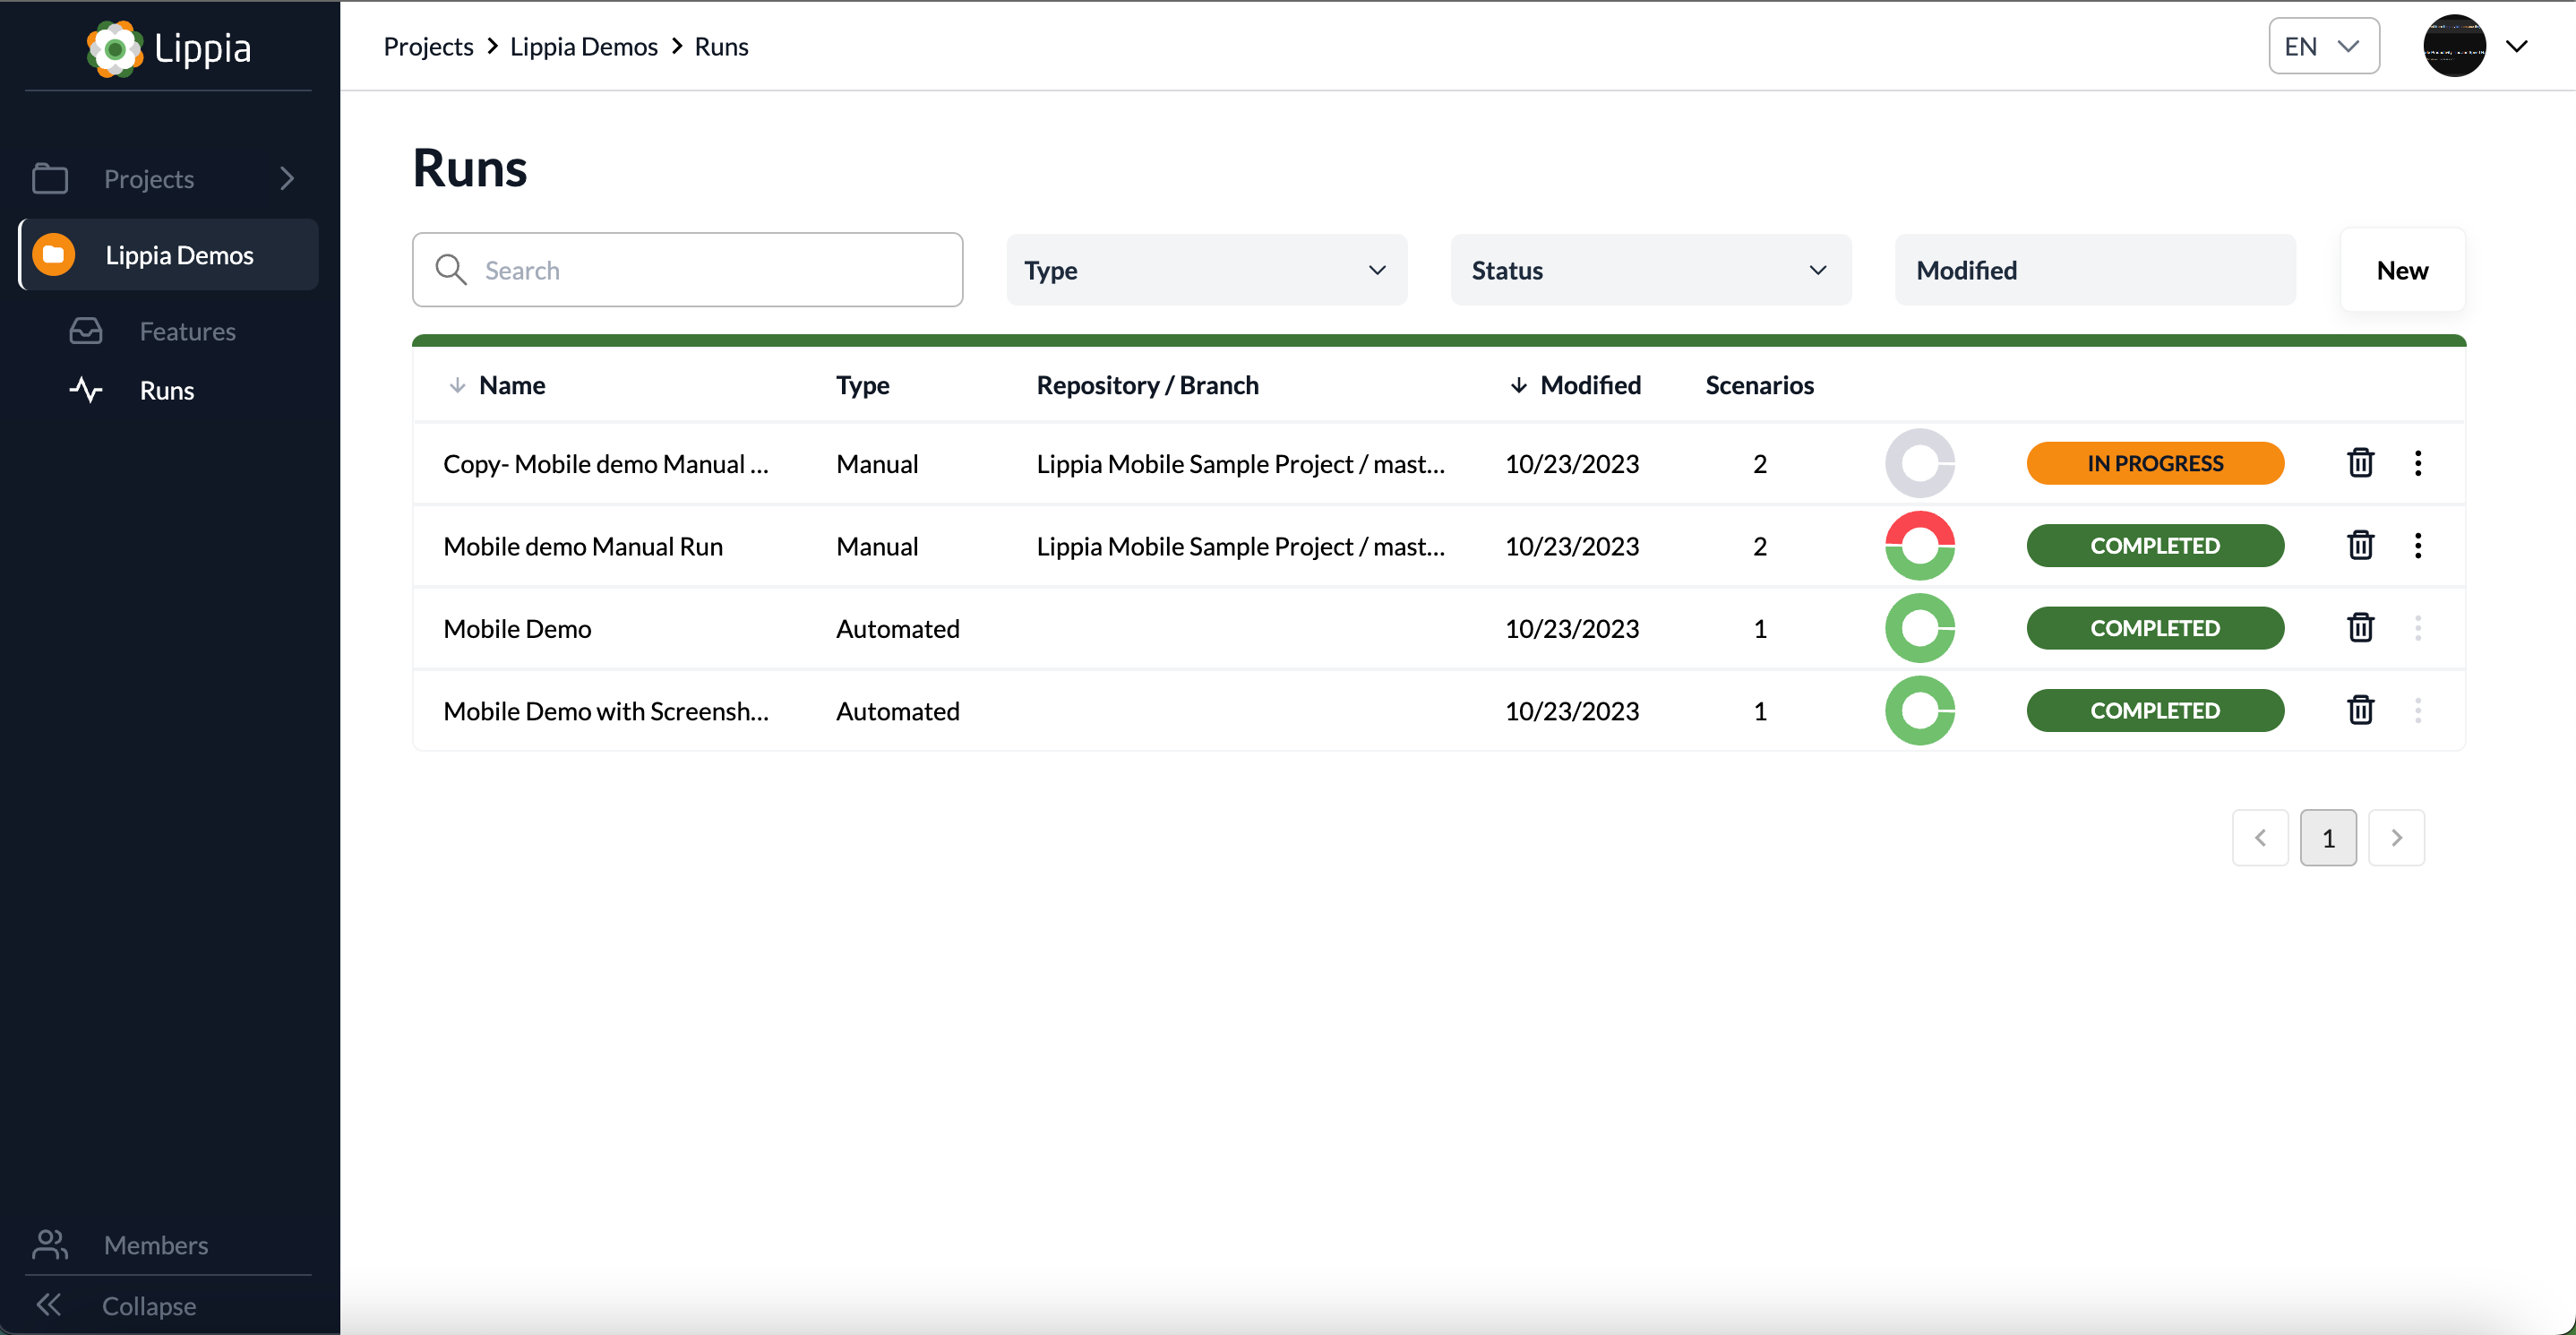 Lippia
Projects > Lippia Demos > Runs
EN
Projects
Lippia Demos
Features
Runs
Members
Collapse
Runs
Search
Type
Status
Modified
New
Name Type Repository / Branch Modified Scenarios
Copy- Mobile demo Manual ... Manual Lippia Mobile Sample Project / mast... 10/23/2023 2 IN PROGRESS
Mobile demo Manual Run Manual Lippia Mobile Sample Project / mast... 10/23/2023 2 COMPLETED
Mobile Demo Automated 10/23/2023 1 COMPLETED
Mobile Demo with Screensh... Automated 10/23/2023 1 COMPLETED
1